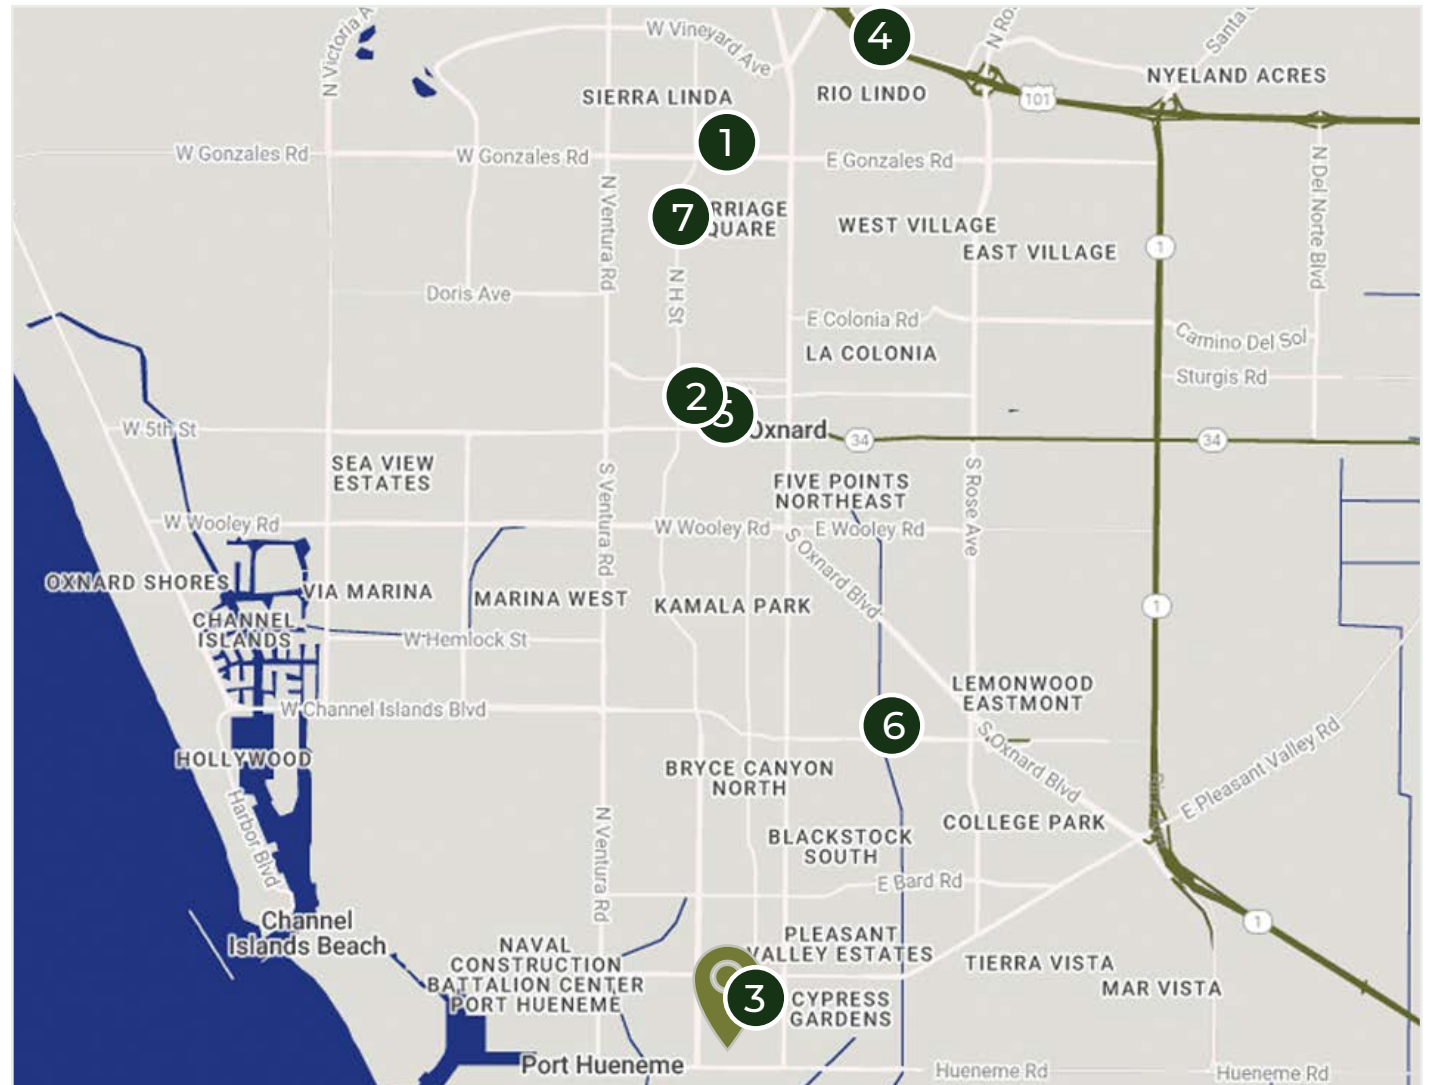 N Victoria A
W Vineyard Ave
4
N Ro
Santa
NYELAND ACRES
SIERRA LINDA
RIO LINDO
101
1
W Gonzales Rd
W Gonzales Rd
E Gonzales Rd
N Ventura Rd
N Del Norte Blvd
7
RRIAGE
QUARE
WEST VILLAGE
EAST VILLAGE
1
N H St
Doris Ave
E Colonia Rd
Camino Del Sol
LA COLONIA
Sturgis Rd
2
5
Oxnard
W 5th St
34
34
SEA VIEW
ESTATES
S Ventura Rd
FIVE POINTS
NORTHEAST
S Rose Ave
W Wooley Rd
W Wooley Rd
E Wooley Rd
S Oxnard Blvd
OXNARD SHORES
VIA MARINA
MARINA WEST
KAMALA PARK
1
CHANNEL
ISLANDS
W Hemlock St
LEMONWOOD
EASTMONT
W Channel Islands Blvd
6
S Oxnard Blvd
E Pleasant Valley Rd
HOLLYWOOD
BRYCE CANYON
NORTH
Harbor Blvd
N Ventura Rd
COLLEGE PARK
BLACKSTOCK
SOUTH
E Bard Rd
1
Channel
Islands Beach
NAVAL
CONSTRUCTION
BATTALION CENTER
PORT HUENEME
PLEASANT
VALLEY ESTATES
TIERRA VISTA
MAR VISTA
3
CYPRESS
GARDENS
Port Hueneme
Hueneme Rd
Hueneme Rd